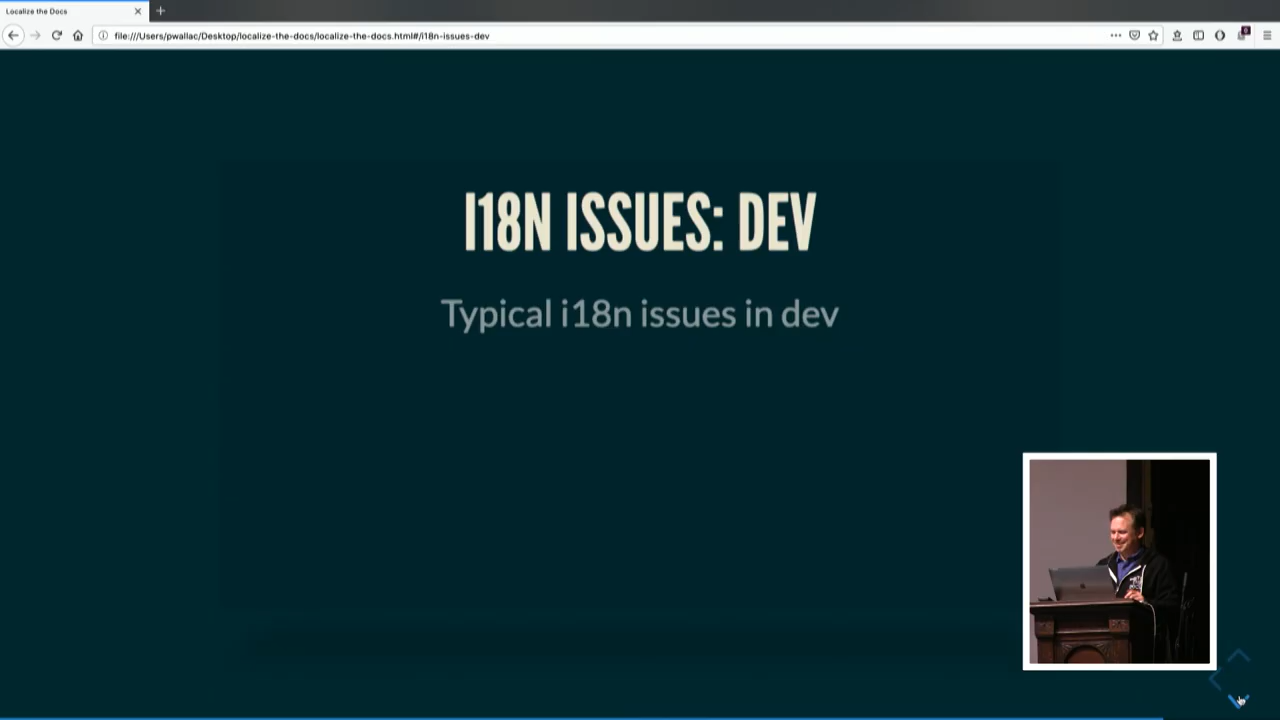 Localize the Docs
file:///Users/pwallac/Desktop/localize-the-docs/localize-the-docs.html#/i18n-issues-dev
I18N ISSUES: DEV
Typical i18n issues in dev